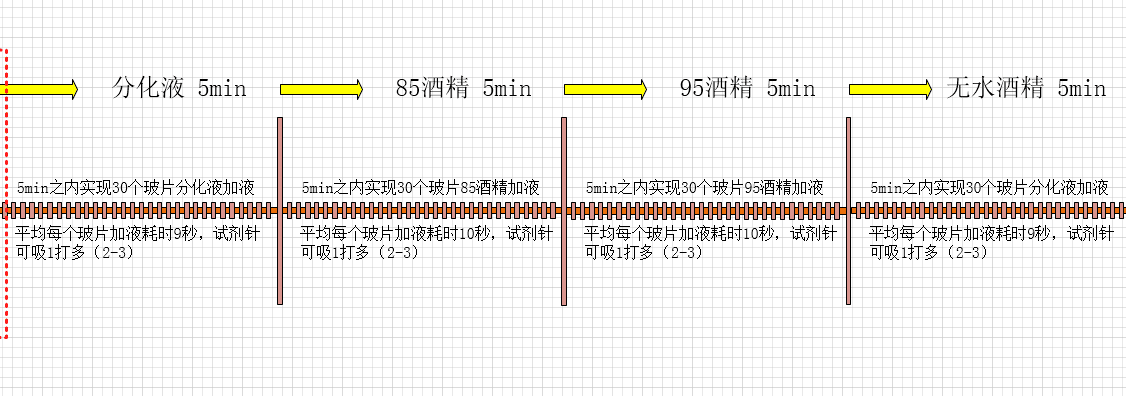 分化液 5min
85酒精 5min
95酒精 5min
无水酒精 5min
5min之内实现30个玻片分化液加液
5min之内实现30个玻片85酒精加液
5min之内实现30个玻片95酒精加液
5min之内实现30个玻片分化液加液
平均每个玻片加液耗时9秒，试剂针
可吸1打多（2-3）
平均每个玻片加液耗时10秒，试剂针
可吸1打多（2-3）
平均每个玻片加液耗时10秒，试剂针
可吸1打多（2-3）
平均每个玻片加液耗时9秒，试剂针
可吸1打多（2-3）